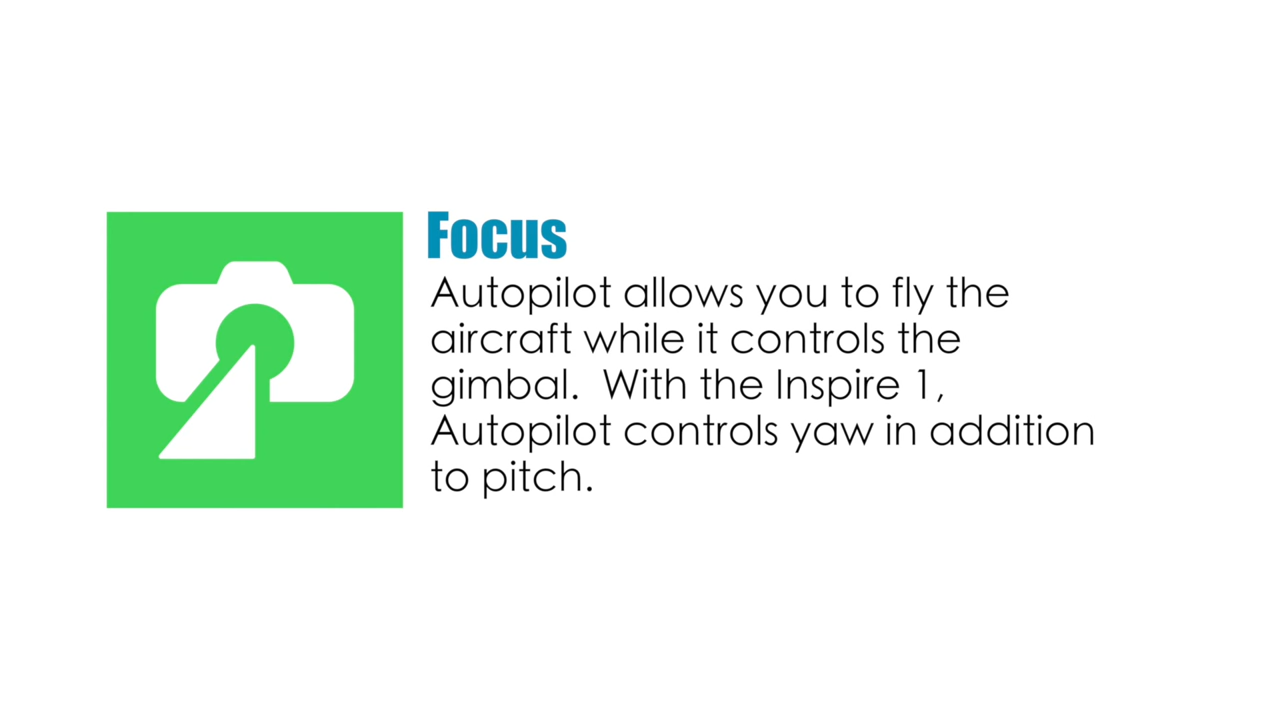 Focus
Autopilot allows you to fly the
aircraft while it controls the
gimbal.  With the Inspire 1,
Autopilot controls yaw in addition
to pitch.